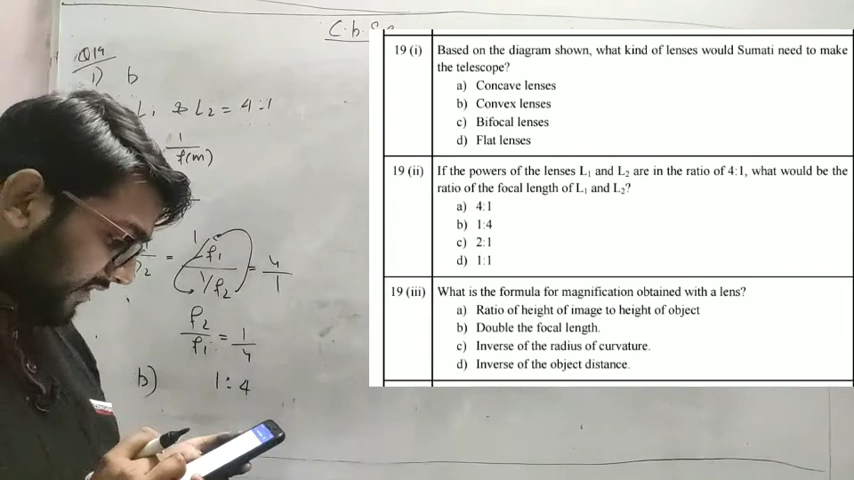 C.b.S.e
Q19
1) b
L₁ & L₂ = 4:1
1
f(m)
2 = 1/f₁ / 1/f₂ = 4/1
f₂/f₁ = 1/4
b) 1:4
19 (i) Based on the diagram shown, what kind of lenses would Sumati need to make
the telescope?
a) Concave lenses
b) Convex lenses
c) Bifocal lenses
d) Flat lenses
19 (ii) If the powers of the lenses L₁ and L₂ are in the ratio of 4:1, what would be the
ratio of the focal length of L₁ and L₂?
a) 4:1
b) 1:4
c) 2:1
d) 1:1
19 (iii) What is the formula for magnification obtained with a lens?
a) Ratio of height of image to height of object
b) Double the focal length.
c) Inverse of the radius of curvature.
d) Inverse of the object distance.